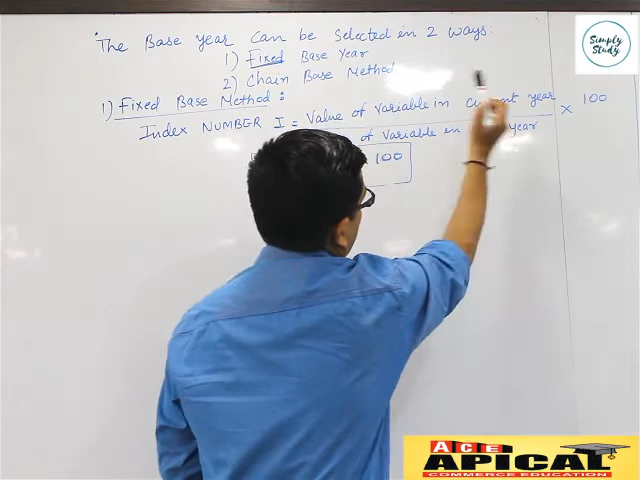 The Base year can be Selected in 2 ways:
1) Fixed Base Year
2) Chain Base Method
1) Fixed Base Method:
Index NUMBER I = Value of Variable in current year × 100
of Variable in year
100
Simply Study
ACE
APICAL
COMMERCE EDUCATION